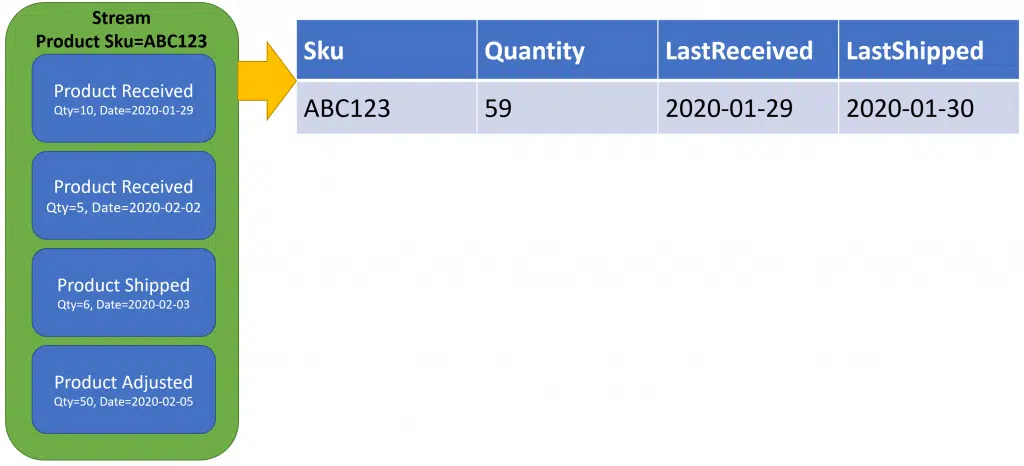 Stream
Product Sku=ABC123
Product Received
Qty=10, Date=2020-01-29
Product Received
Qty=5, Date=2020-02-02
Product Shipped
Qty=6, Date=2020-02-03
Product Adjusted
Qty=50, Date=2020-02-05
Sku Quantity LastReceived LastShipped
ABC123 59 2020-01-29 2020-01-30